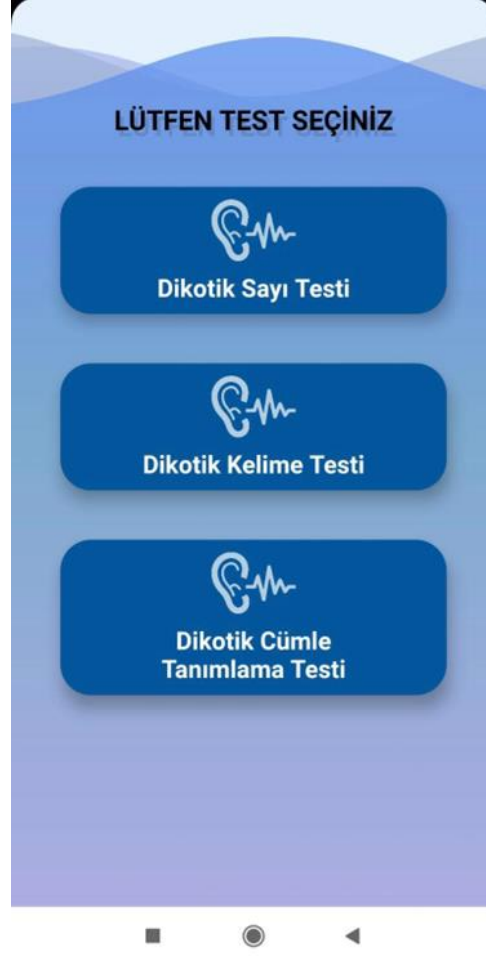 LÜTFEN TEST SEÇİNİZ
Dikotik Sayı Testi
Dikotik Kelime Testi
Dikotik Cümle
Tanımlama Testi